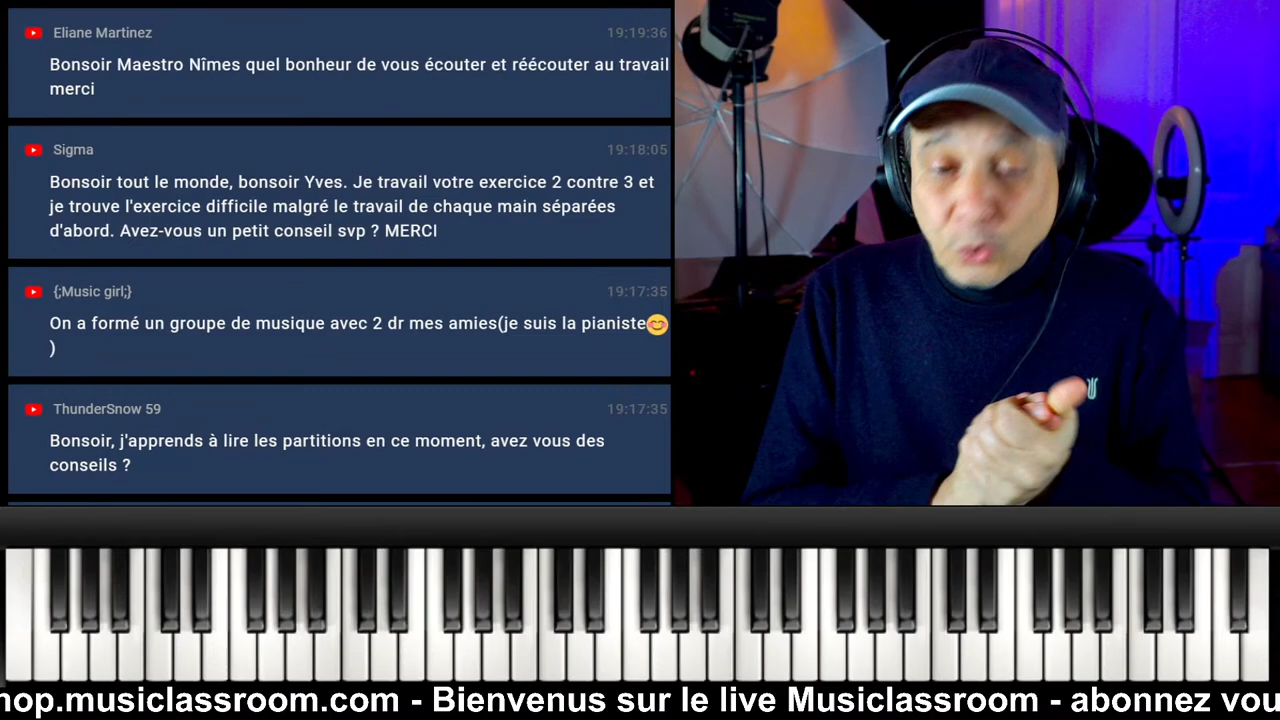 Eliane Martinez 19:19:36
Bonsoir Maestro Nîmes quel bonheur de vous écouter et réécouter au travail
merci
Sigma 19:18:05
Bonsoir tout le monde, bonsoir Yves. Je travail votre exercice 2 contre 3 et
je trouve l'exercice difficile malgré le travail de chaque main séparées
d'abord. Avez-vous un petit conseil svp ? MERCI
{;Music girl;} 19:17:35
On a formé un groupe de musique avec 2 dr mes amies(je suis la pianiste😊
)
ThunderSnow 59 19:17:35
Bonsoir, j'apprends à lire les partitions en ce moment, avez vous des
conseils ?
hop.musiclassroom.com - Bienvenus sur le live Musiclassroom - abonnez vou